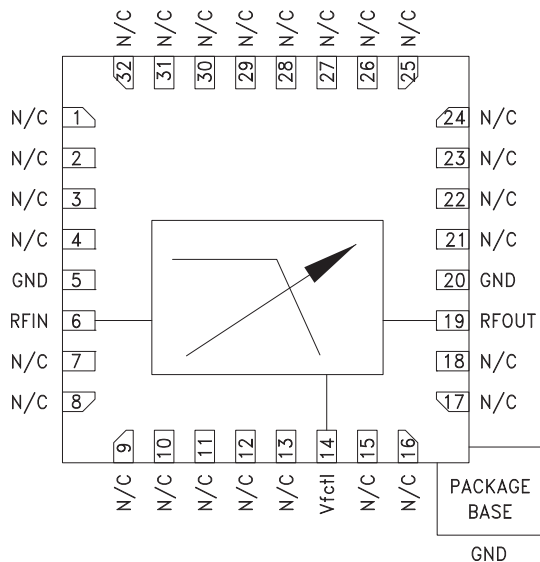 N/C N/C N/C N/C N/C N/C N/C N/C
32 31 30 29 28 27 26 25
N/C 1
N/C 2
N/C 3
N/C 4
GND 5
RFIN 6
N/C 7
N/C 8
24 N/C
23 N/C
22 N/C
21 N/C
20 GND
19 RFOUT
18 N/C
17 N/C
9 10 11 12 13 14 15 16
N/C N/C N/C N/C N/C Vfctl N/C N/C
PACKAGE
BASE
GND